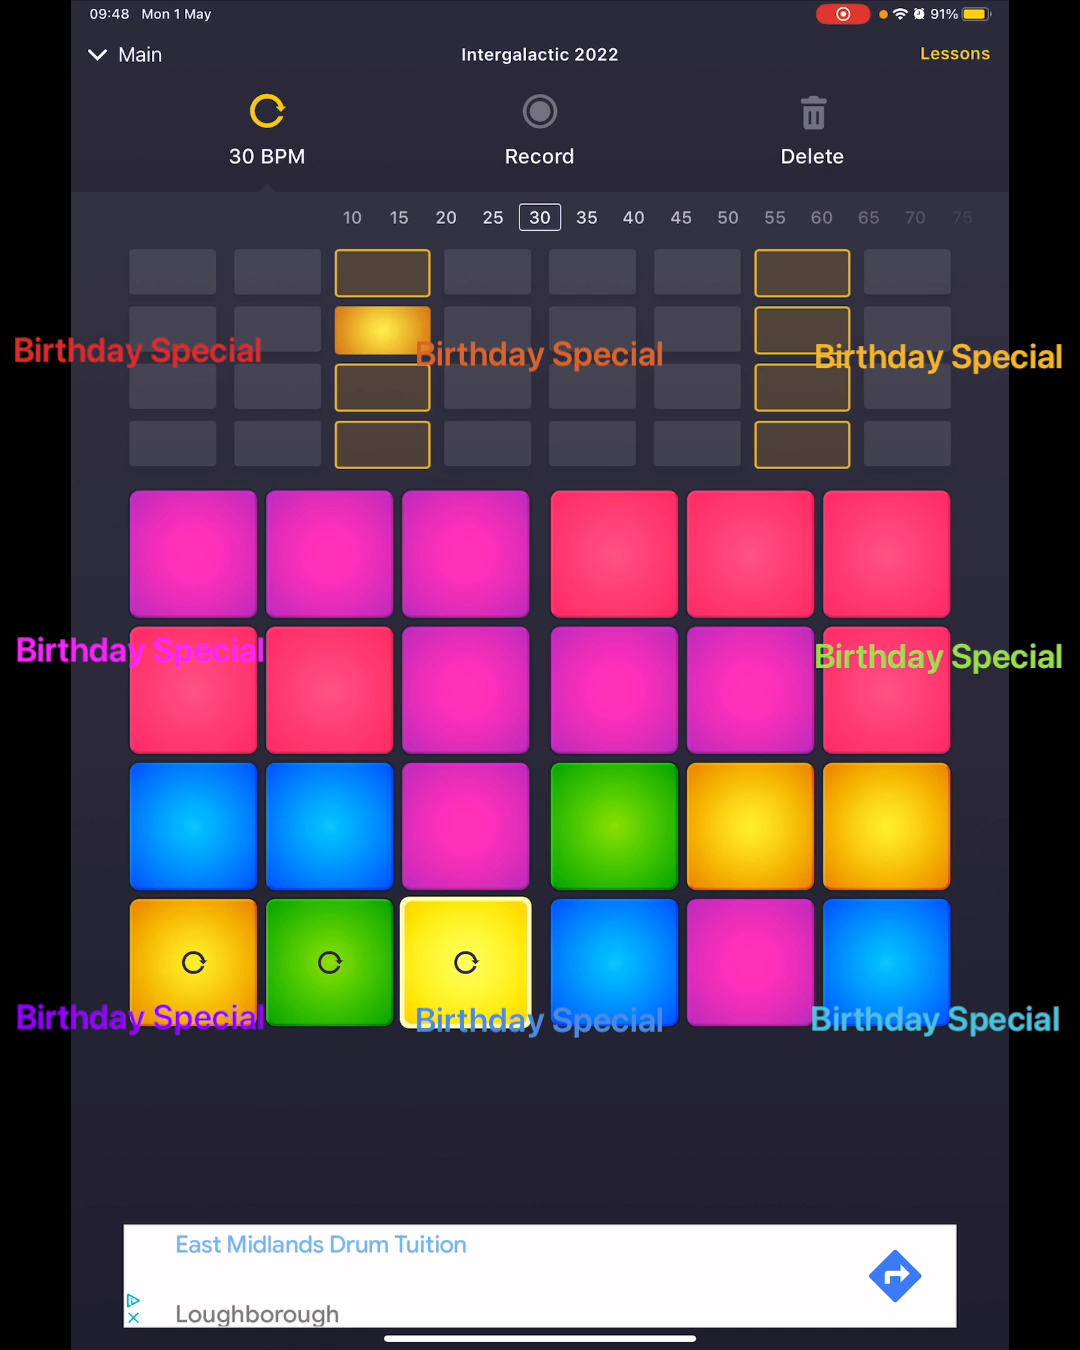 09:48 Mon 1 May
91%
Main
Intergalactic 2022
Lessons
30 BPM
Record
Delete
10 15 20 25 30 35 40 45 50 55 60 65 70 75
Birthday Special
Birthday Special
Birthday Special
Birthday Special
Birthday Special
Birthday Special
Birthday Special
Birthday Special
East Midlands Drum Tuition
Loughborough